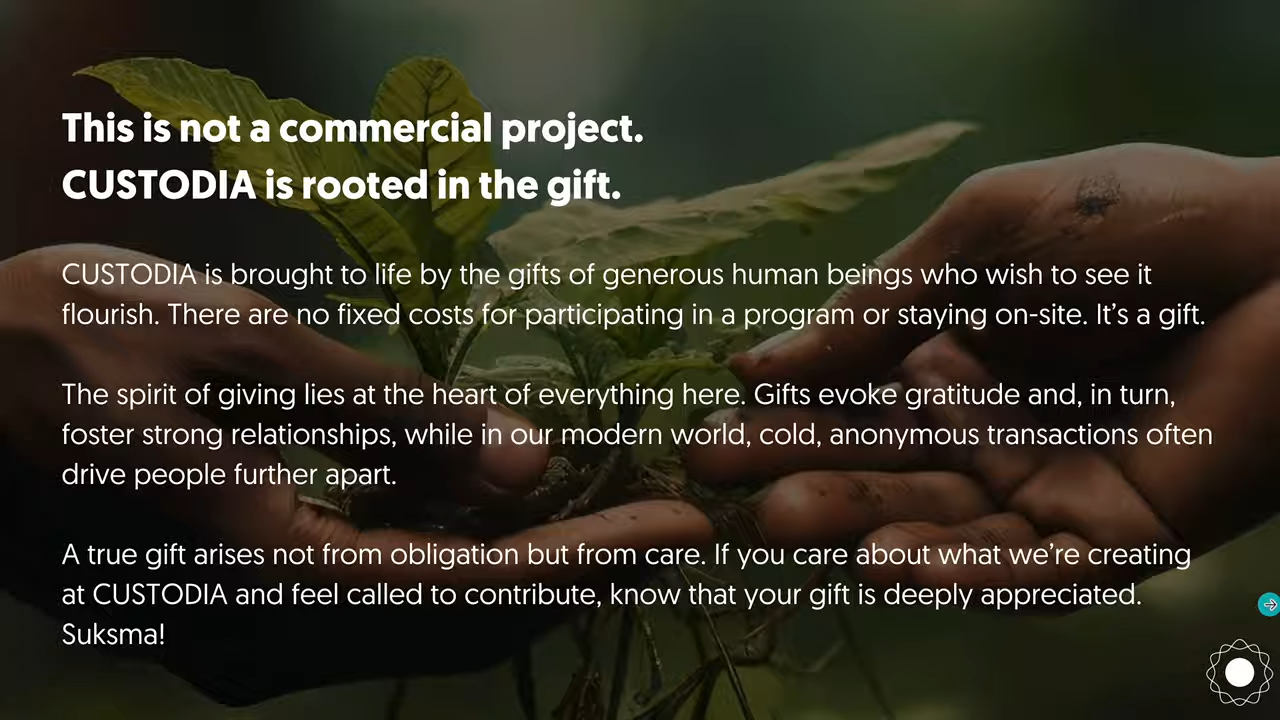 This is not a commercial project.
CUSTODIA is rooted in the gift.
CUSTODIA is brought to life by the gifts of generous human beings who wish to see it
flourish. There are no fixed costs for participating in a program or staying on-site. It’s a gift.
The spirit of giving lies at the heart of everything here. Gifts evoke gratitude and, in turn,
foster strong relationships, while in our modern world, cold, anonymous transactions often
drive people further apart.
A true gift arises not from obligation but from care. If you care about what we’re creating
at CUSTODIA and feel called to contribute, know that your gift is deeply appreciated.
Suksma!